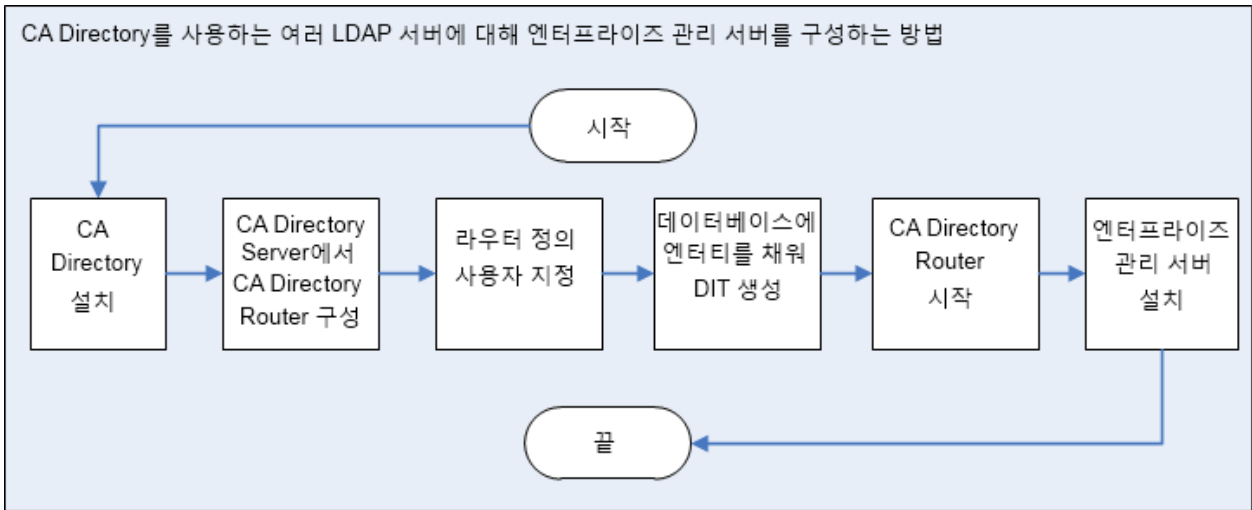 CA Directory를 사용하는 여러 LDAP 서버에 대해 엔터프라이즈 관리 서버를 구성하는 방법
시작
CA
Directory
설치
CA Directory
Server에서
CA Directory
Router 구성
라우터 정의
사용자 지정
데이터베이스에
엔터티를 채워
DIT 생성
CA Directory
Router
시작
엔터프라이즈
관리 서버
설치
끝